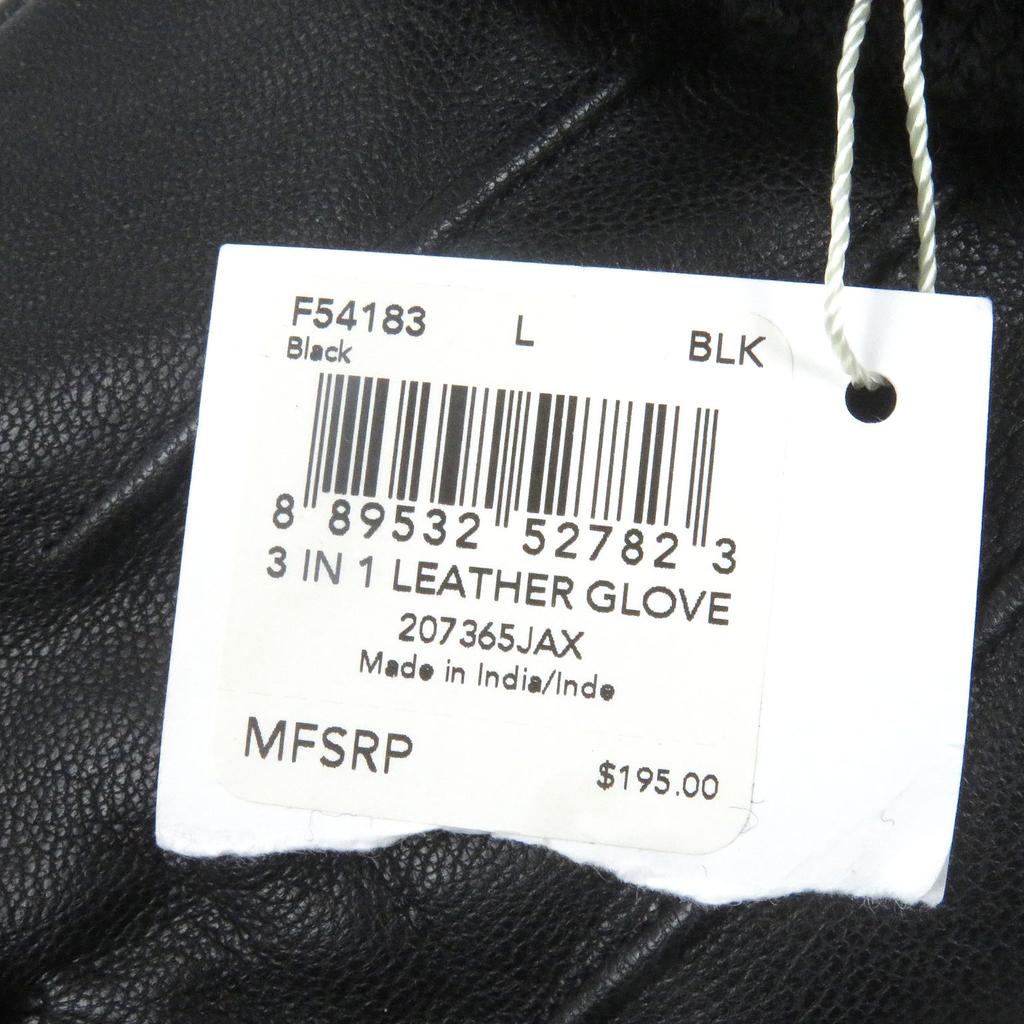 F54183 L BLK
Black
8 89532 52782 3
3 IN 1 LEATHER GLOVE
207365JAX
Made in India/Inde
MFSRP $195.00